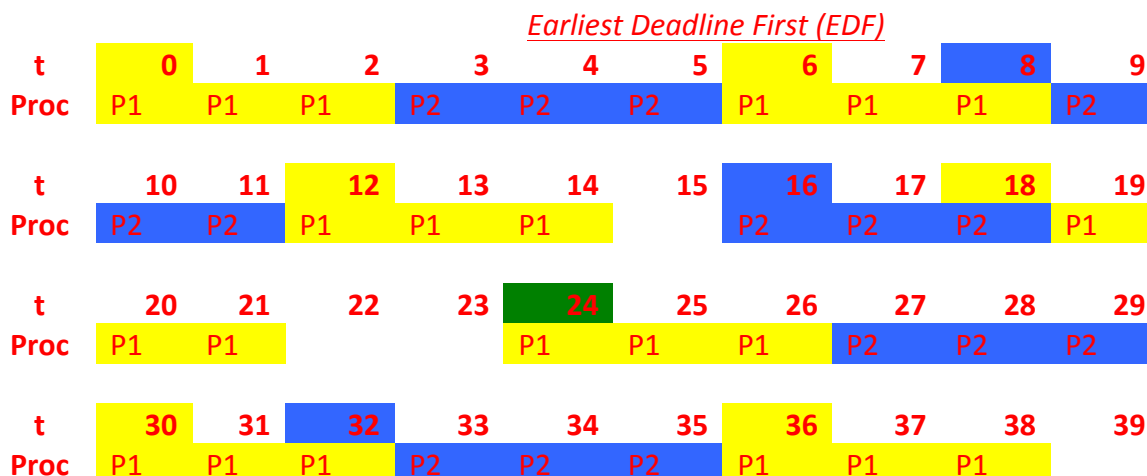 Earliest Deadline First (EDF)
t 0 1 2 3 4 5 6 7 8 9
Proc P1 P1 P1 P2 P2 P2 P1 P1 P1 P2
t 10 11 12 13 14 15 16 17 18 19
Proc P2 P2 P1 P1 P1 P2 P2 P2 P1
t 20 21 22 23 24 25 26 27 28 29
Proc P1 P1 P1 P1 P1 P2 P2 P2
t 30 31 32 33 34 35 36 37 38 39
Proc P1 P1 P1 P2 P2 P2 P1 P1 P1